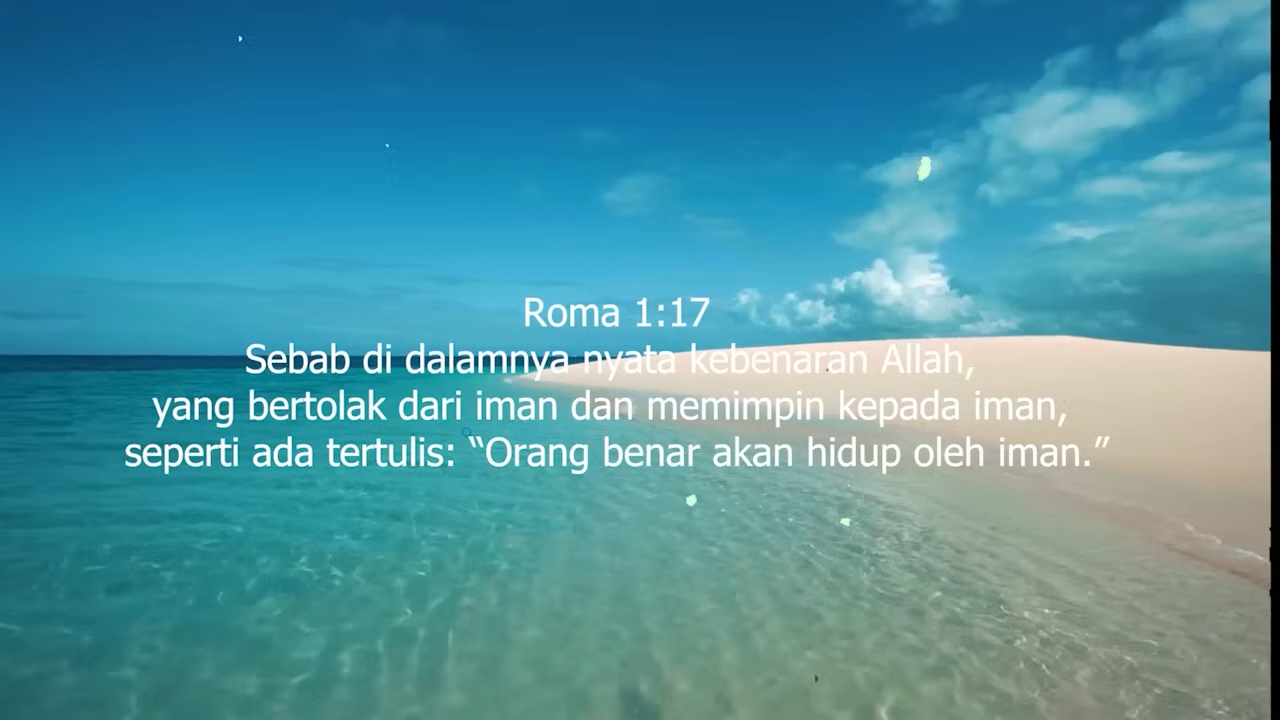 Roma 1:17
Sebab di dalamnya nyata kebenaran Allah,
yang bertolak dari iman dan memimpin kepada iman,
seperti ada tertulis: “Orang benar akan hidup oleh iman.”